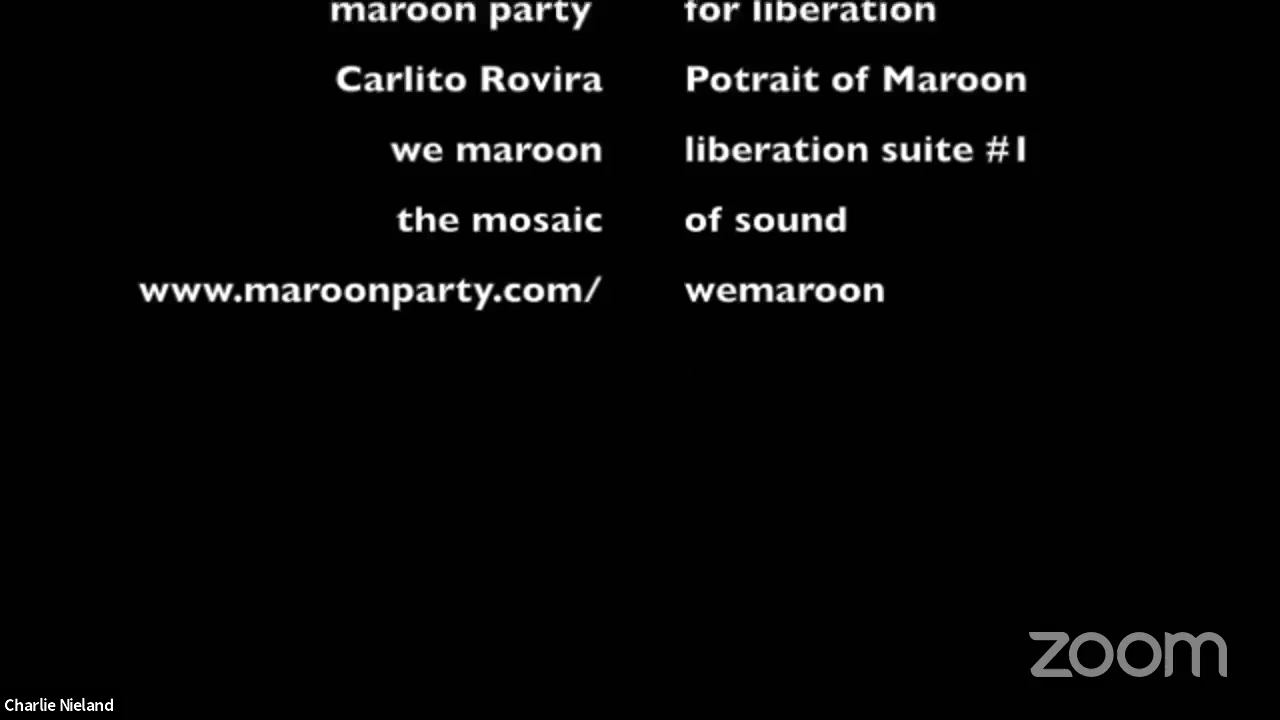 maroon party for liberation
Carlito Rovira Potrait of Maroon
we maroon liberation suite #1
the mosaic of sound
www.maroonparty.com/ wemaroon
zoom
Charlie Nieland